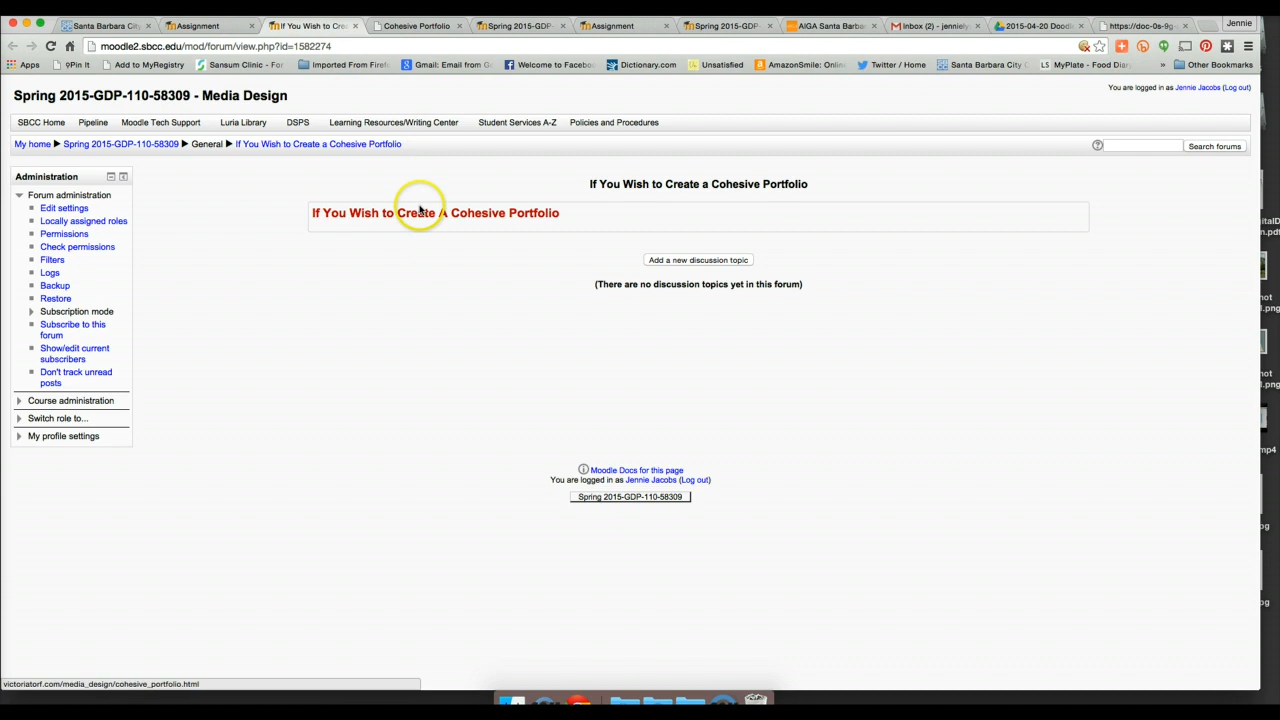 Santa Barbara City
Assignment
If You Wish to Cre
Cohesive Portfolio
Spring 2015-GDP-
Assignment
Spring 2015-GDP-
AIGA Santa Barba
Inbox (2) - jenniely
2015-04-20 Doodl
https://doc-0s-9g-
Jennie
moodle2.sbcc.edu/mod/forum/view.php?id=1582274
Apps
9Pin It
Add to MyRegistry
Sansum Clinic - For
Imported From Firef
Gmail: Email from G
Welcome to Facebo
Dictionary.com
Unsatisfied
AmazonSmile: Onli
Twitter / Home
Santa Barbara City C
LS MyPlate - Food Diar
»
Other Bookmarks
Spring 2015-GDP-110-58309 - Media Design
You are logged in as Jennie Jacobs (Log out)
SBCC Home
Pipeline
Moodle Tech Support
Luria Library
DSPS
Learning Resources/Writing Center
Student Services A-Z
Policies and Procedures
My home ► Spring 2015-GDP-110-58309 ► General ► If You Wish to Create a Cohesive Portfolio
Search forums
Administration
Forum administration
Edit settings
Locally assigned roles
Permissions
Check permissions
Filters
Logs
Backup
Restore
Subscription mode
Subscribe to this
forum
Show/edit current
subscribers
Don't track unread
posts
Course administration
Switch role to...
My profile settings
If You Wish to Create a Cohesive Portfolio
If You Wish to Create A Cohesive Portfolio
Add a new discussion topic
(There are no discussion topics yet in this forum)
Moodle Docs for this page
You are logged in as Jennie Jacobs (Log out)
Spring 2015-GDP-110-58309
victoriatorf.com/media_design/cohesive_portfolio.html
italD
n.pdf
not
l.png
not
l.png
mp4